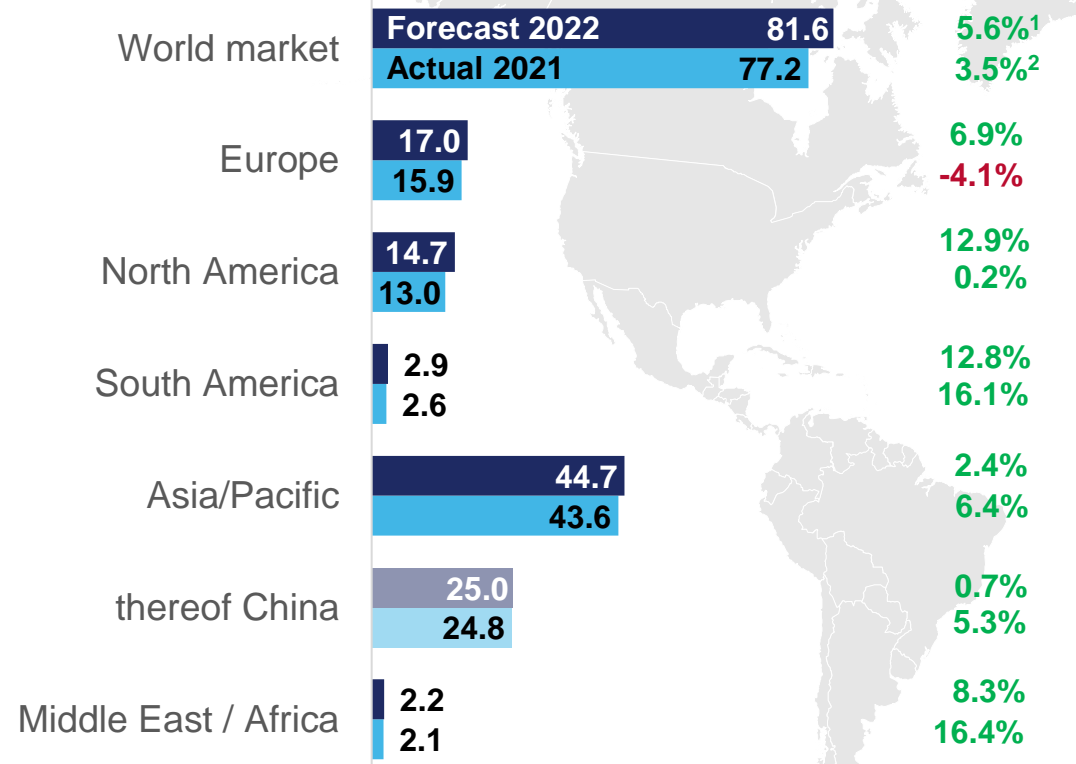 World market
Forecast 2022 81.6 5.6%¹
Actual 2021 77.2 3.5%²
Europe
17.0 6.9%
15.9 -4.1%
North America
14.7 12.9%
13.0 0.2%
South America
2.9 12.8%
2.6 16.1%
Asia/Pacific
44.7 2.4%
43.6 6.4%
thereof China
25.0 0.7%
24.8 5.3%
Middle East / Africa
2.2 8.3%
2.1 16.4%